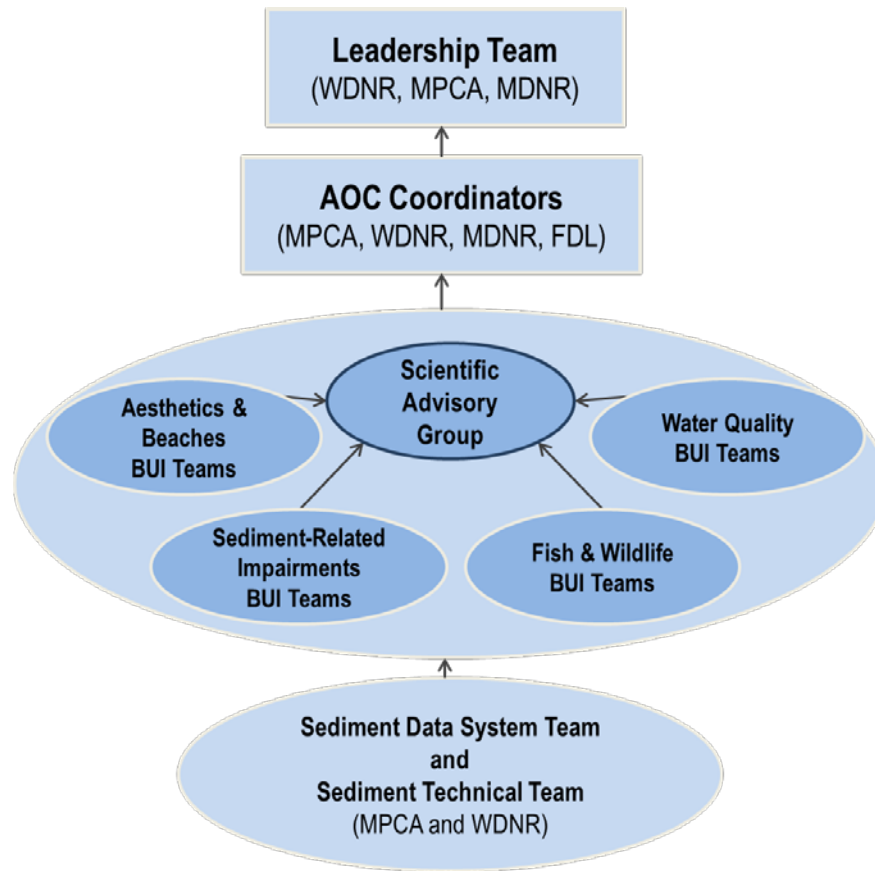 Leadership Team
(WDNR, MPCA, MDNR)
AOC Coordinators
(MPCA, WDNR, MDNR, FDL)
Scientific
Advisory
Group
Aesthetics &
Beaches
BUI Teams
Water Quality
BUI Teams
Sediment-Related
Impairments
BUI Teams
Fish & Wildlife
BUI Teams
Sediment Data System Team
and
Sediment Technical Team
(MPCA and WDNR)